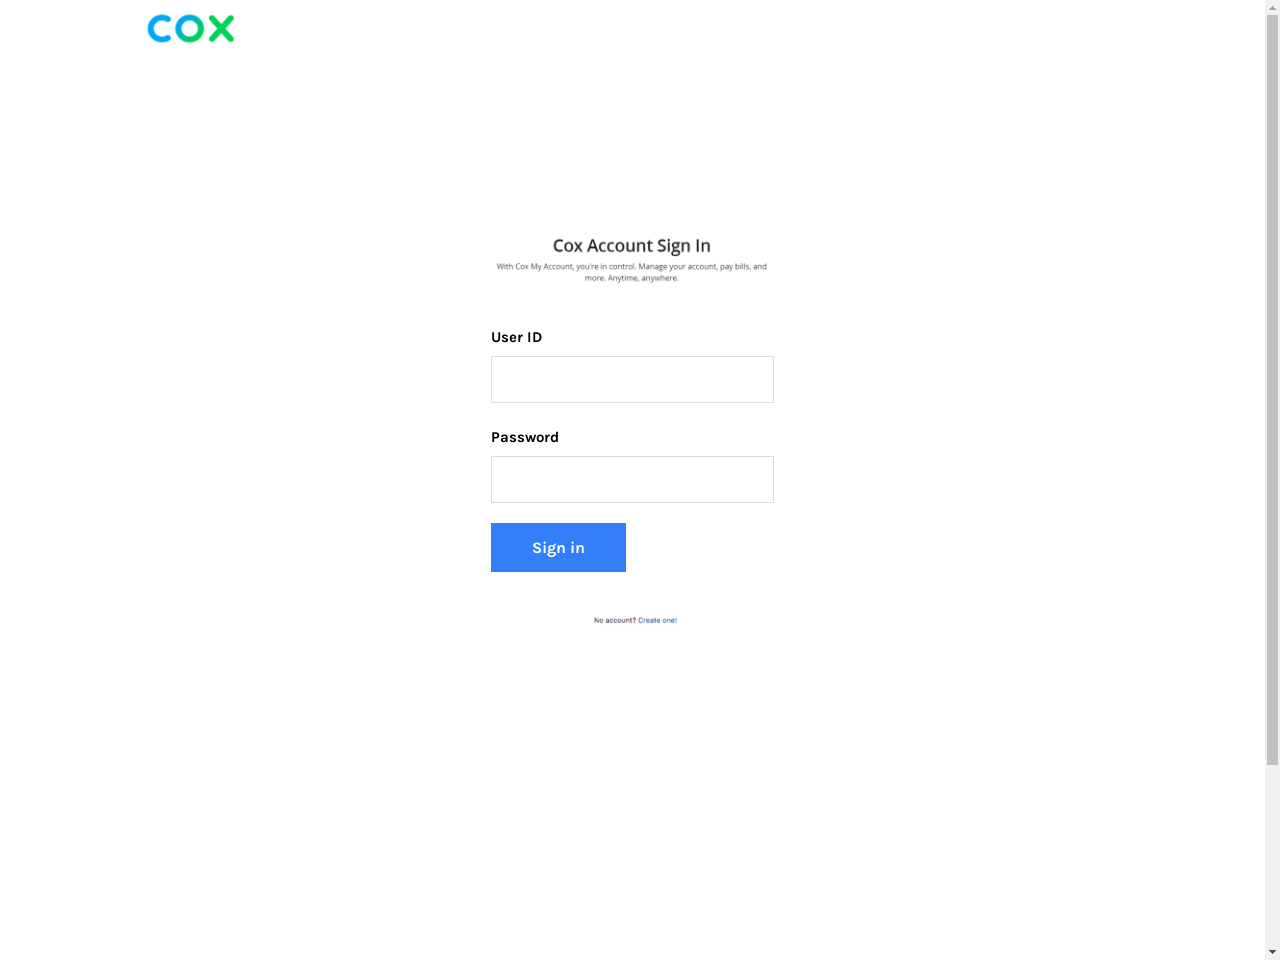 COX
Cox Account Sign In
With Cox My Account, you're in control. Manage your account, pay bills, and
more. Anytime, anywhere.
User ID
Password
Sign in
No account? Create one!